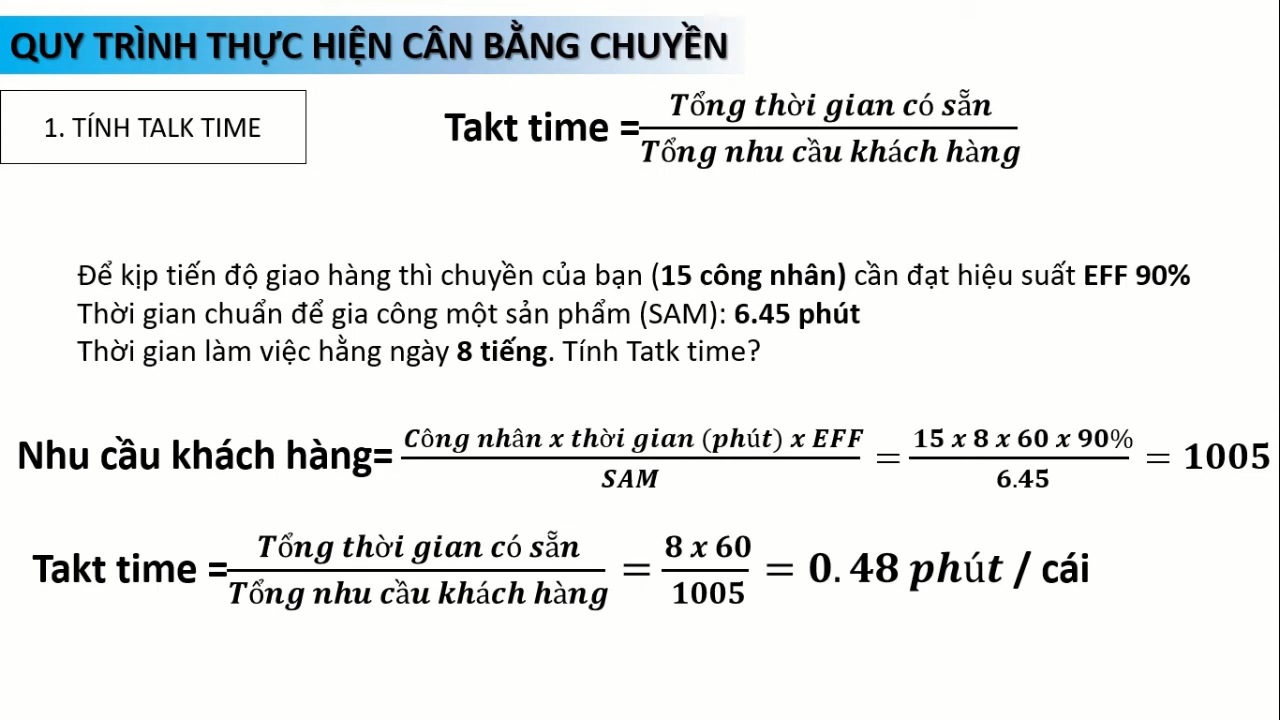 QUY TRÌNH THỰC HIỆN CÂN BẰNG CHUYỀN
1. TÍNH TALK TIME
Takt time = Tổng thời gian có sẵn / Tổng nhu cầu khách hàng
Để kịp tiến độ giao hàng thì chuyền của bạn (15 công nhân) cần đạt hiệu suất EFF 90%
Thời gian chuẩn để gia công một sản phẩm (SAM): 6.45 phút
Thời gian làm việc hằng ngày 8 tiếng. Tính Tatk time?
Nhu cầu khách hàng= Công nhân x thời gian (phút) x EFF / SAM = 15 x 8 x 60 x 90% / 6.45 = 1005
Takt time = Tổng thời gian có sẵn / Tổng nhu cầu khách hàng = 8 x 60 / 1005 = 0.48 phút / cái